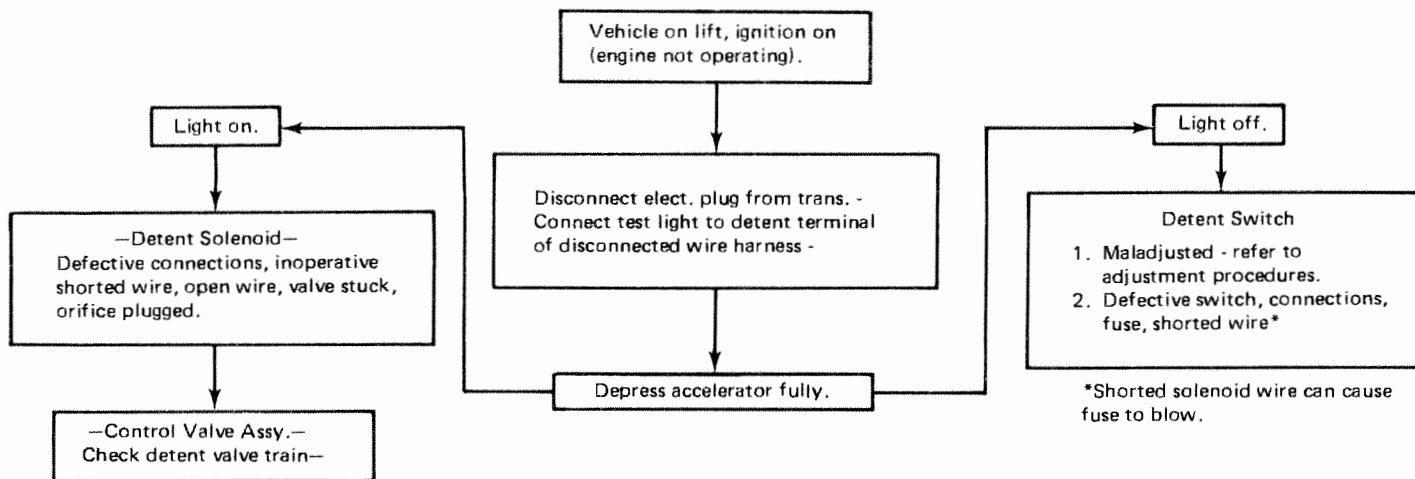 Vehicle on lift, ignition on
(engine not operating).
Light on.
Light off.
Disconnect elect. plug from trans. -
Connect test light to detent terminal
of disconnected wire harness -
—Detent Solenoid—
Defective connections, inoperative
shorted wire, open wire, valve stuck,
orifice plugged.
Detent Switch
1. Maladjusted - refer to
adjustment procedures.
2. Defective switch, connections,
fuse, shorted wire*
Depress accelerator fully.
*Shorted solenoid wire can cause
fuse to blow.
—Control Valve Assy.—
Check detent valve train—